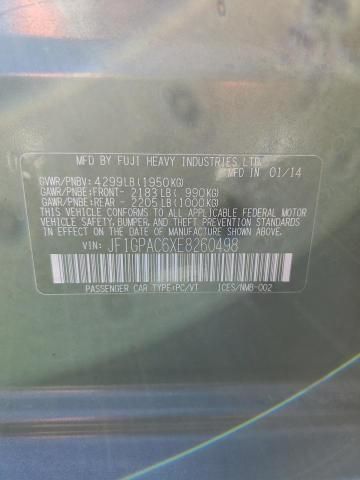 MFD BY FUJI HEAVY INDUSTRIES LTD.
MFD IN 01/14
GVWR/PNBV: 4299LB(1950KG)
GAWR/PNBE:FRONT- 2183LB( 990KG)
GAWR/PNBE:REAR - 2205LB(1000KG)
THIS VEHICLE CONFORMS TO ALL APPLICABLE
FEDERAL MOTOR VEHICLE SAFETY, BUMPER, AND
THEFT PREVENTION STANDARDS IN EFFECT ON
THE DATE OF MANUFACTURE SHOWN ABOVE.
VIN: JF1GPAC6XE8260498
PASSENGER CAR TYPE:PC/VT ICES/NMB-002